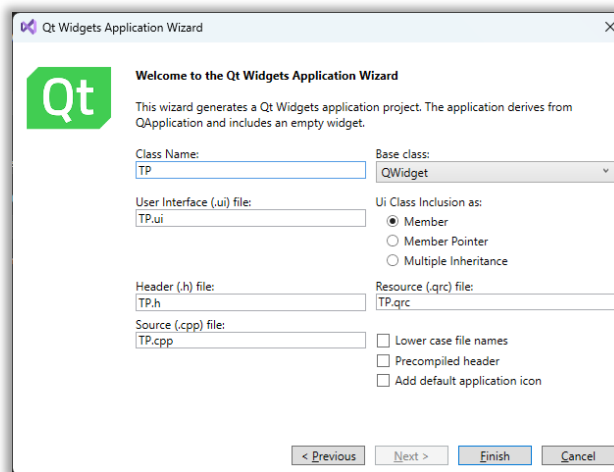 Qt Widgets Application Wizard
Qt
Welcome to the Qt Widgets Application Wizard
This wizard generates a Qt Widgets application project. The application derives from
QApplication and includes an empty widget.
Class Name:
Base class:
TP
QWidget
User Interface (.ui) file:
Ui Class Inclusion as:
TP.ui
Member
Member Pointer
Multiple Inheritance
Header (.h) file:
Resource (.qrc) file:
TP.h
TP.qrc
Source (.cpp) file:
TP.cpp
Lower case file names
Precompiled header
Add default application icon
< Previous
Next >
Finish
Cancel